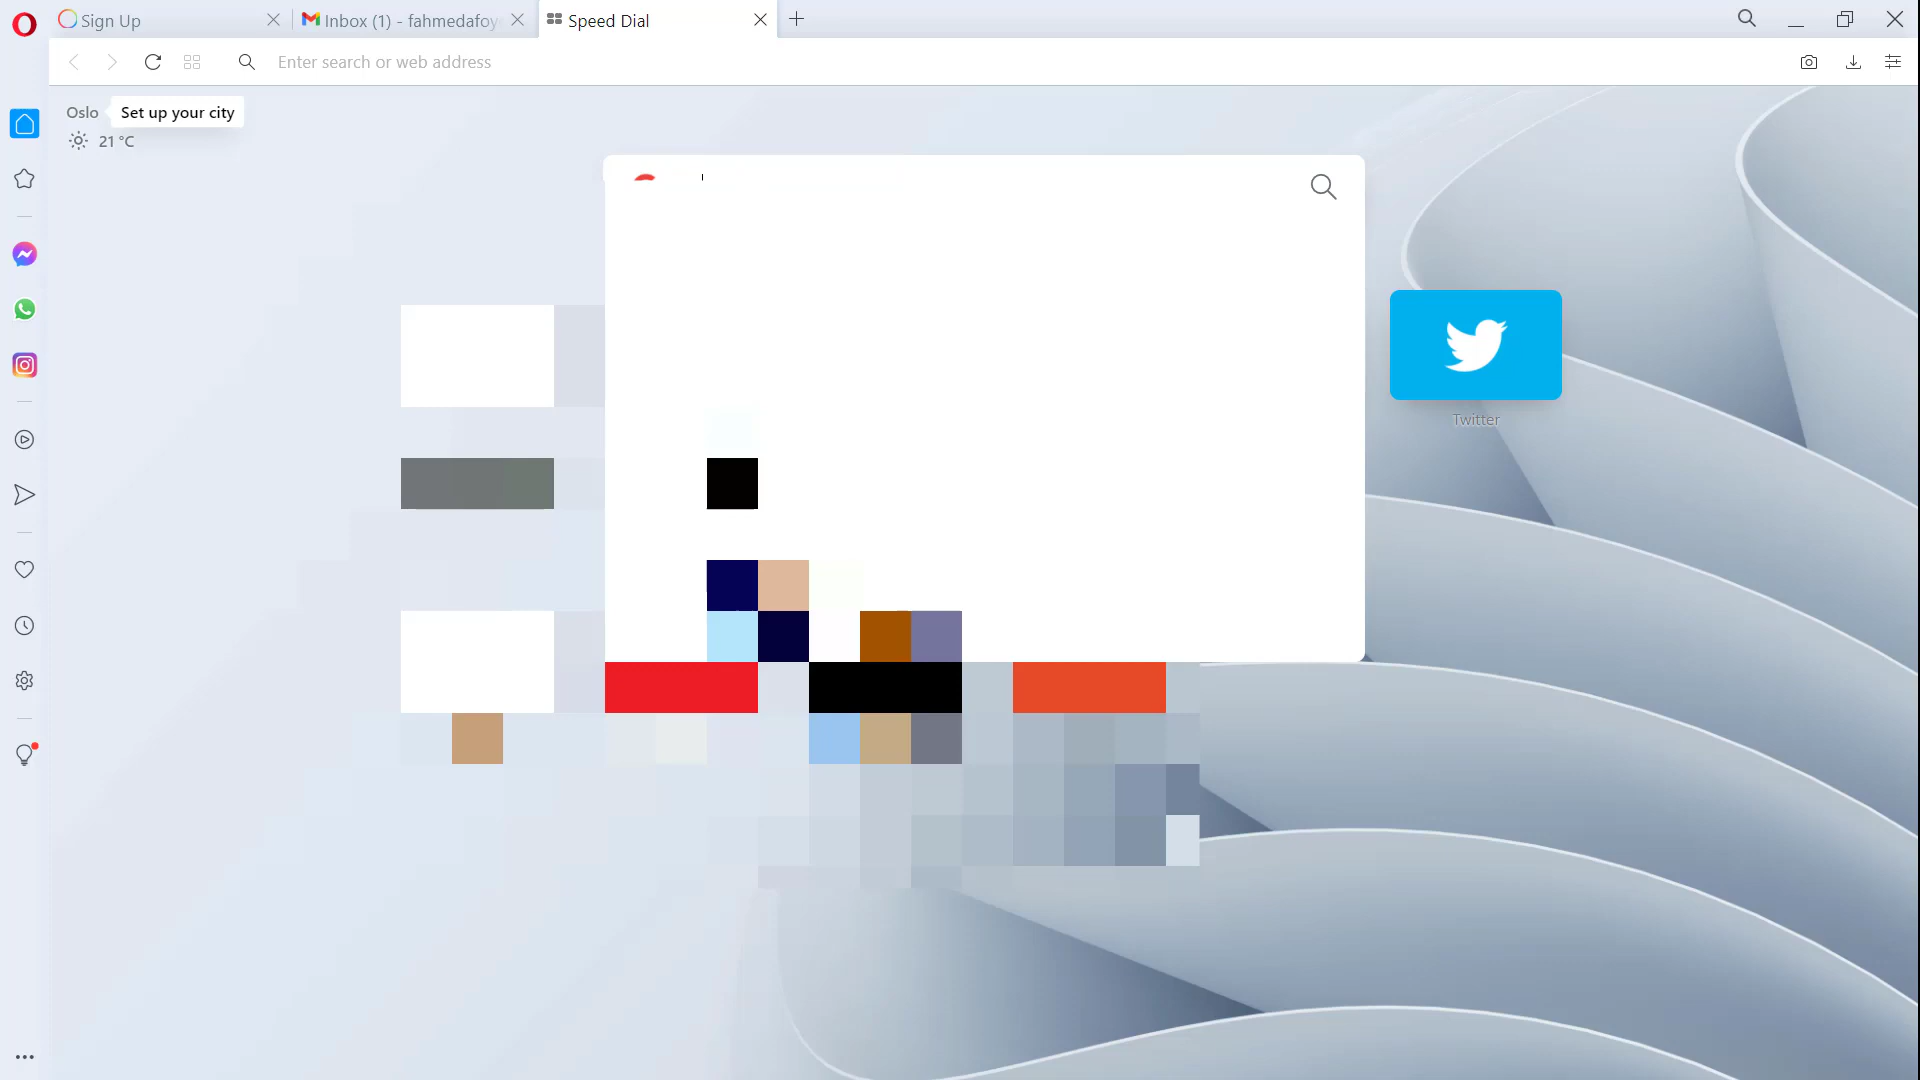 Sign Up
Inbox (1) - fahmedafoy
Speed Dial
Enter search or web address
Oslo
Set up your city
21 °C
Twitter